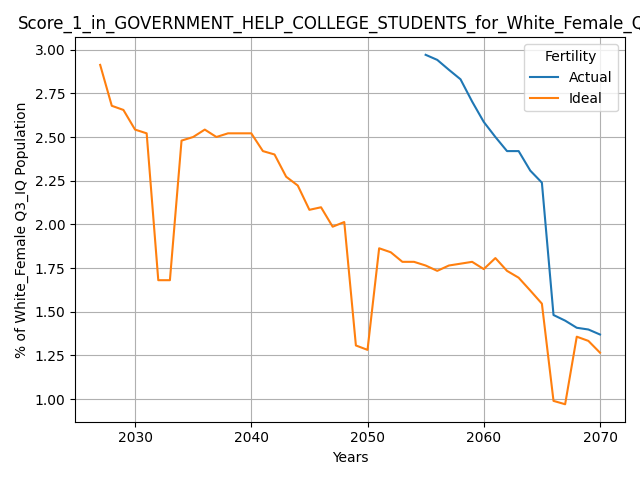 Score_1_in_GOVERNMENT_HELP_COLLEGE_STUDENTS_for_White_Female_Q
3.00
2.75
2.50
2.25
2.00
1.75
1.50
1.25
1.00
% of White_Female Q3_IQ Population
Fertility
Actual
Ideal
2030 2040 2050 2060 2070
Years